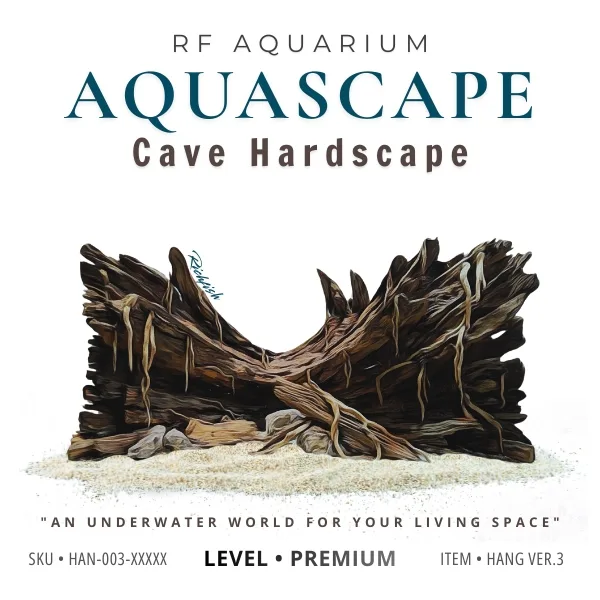 RF AQUARIUM
AQUASCAPE
Cave Hardscape
Richfish
"AN UNDERWATER WORLD FOR YOUR LIVING SPACE"
SKU • HAN-003-XXXXX LEVEL • PREMIUM ITEM • HANG VER.3